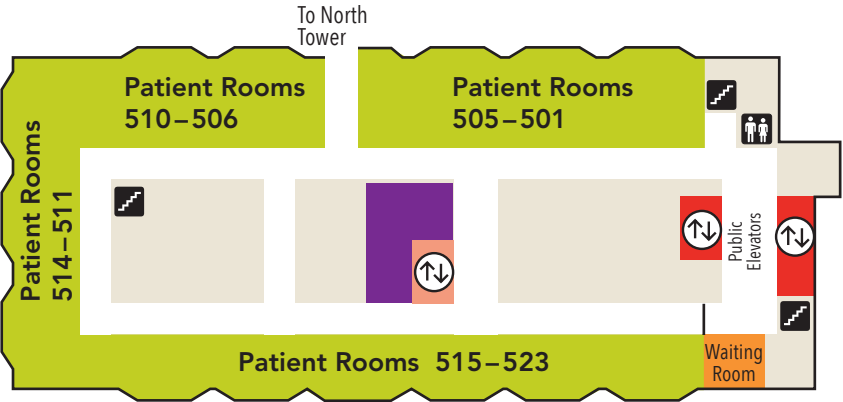 To North
Tower
Patient Rooms
510–506
Patient Rooms
505–501
Patient Rooms
514–511
Public
Elevators
Patient Rooms 515–523
Waiting
Room